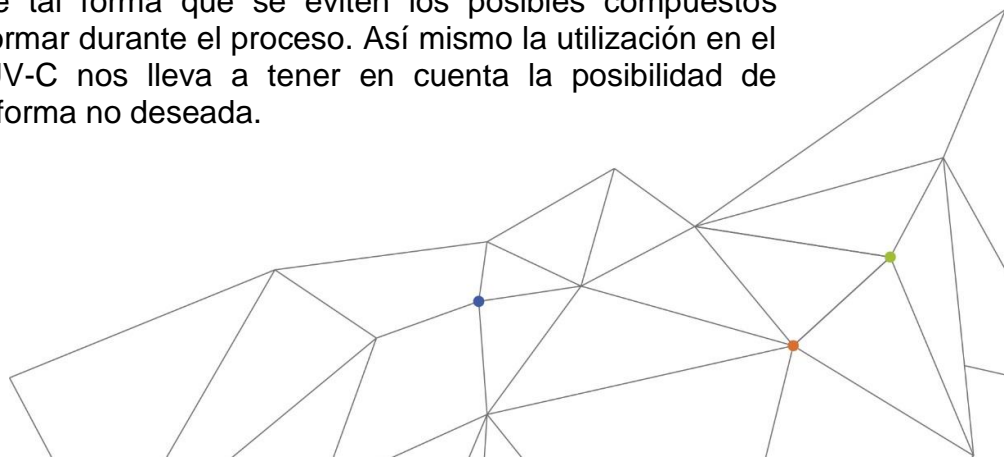 tal forma que se eviten los posibles compuestos
ormar durante el proceso. Así mismo la utilización en el
UV-C nos lleva a tener en cuenta la posibilidad de
forma no deseada.